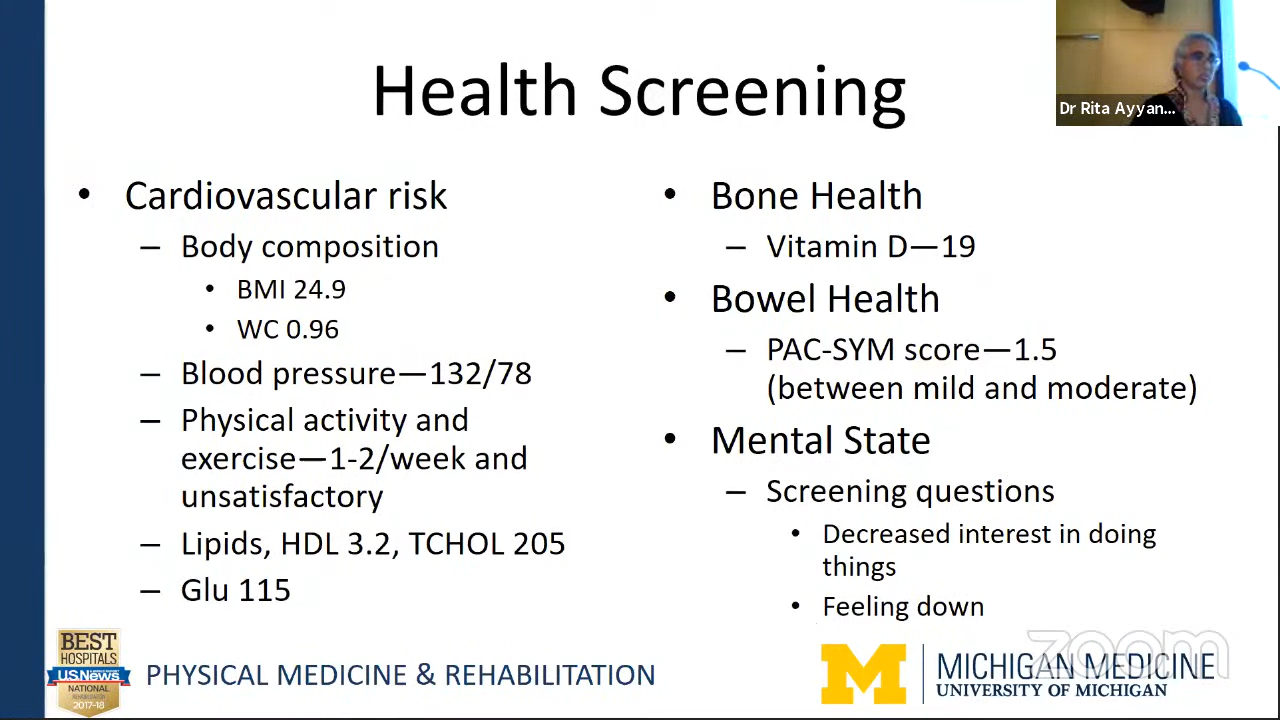 Health Screening
Dr Rita Ayyan...
• Cardiovascular risk
– Body composition
• BMI 24.9
• WC 0.96
– Blood pressure—132/78
– Physical activity and
exercise—1-2/week and
unsatisfactory
– Lipids, HDL 3.2, TCHOL 205
– Glu 115
• Bone Health
– Vitamin D—19
• Bowel Health
– PAC-SYM score—1.5
(between mild and moderate)
• Mental State
– Screening questions
• Decreased interest in doing
things
• Feeling down
BEST
HOSPITALS
U.S.News
NATIONAL
REHABILITATION
2017-18
PHYSICAL MEDICINE & REHABILITATION
M
MICHIGAN MEDICINE
UNIVERSITY OF MICHIGAN
zoom